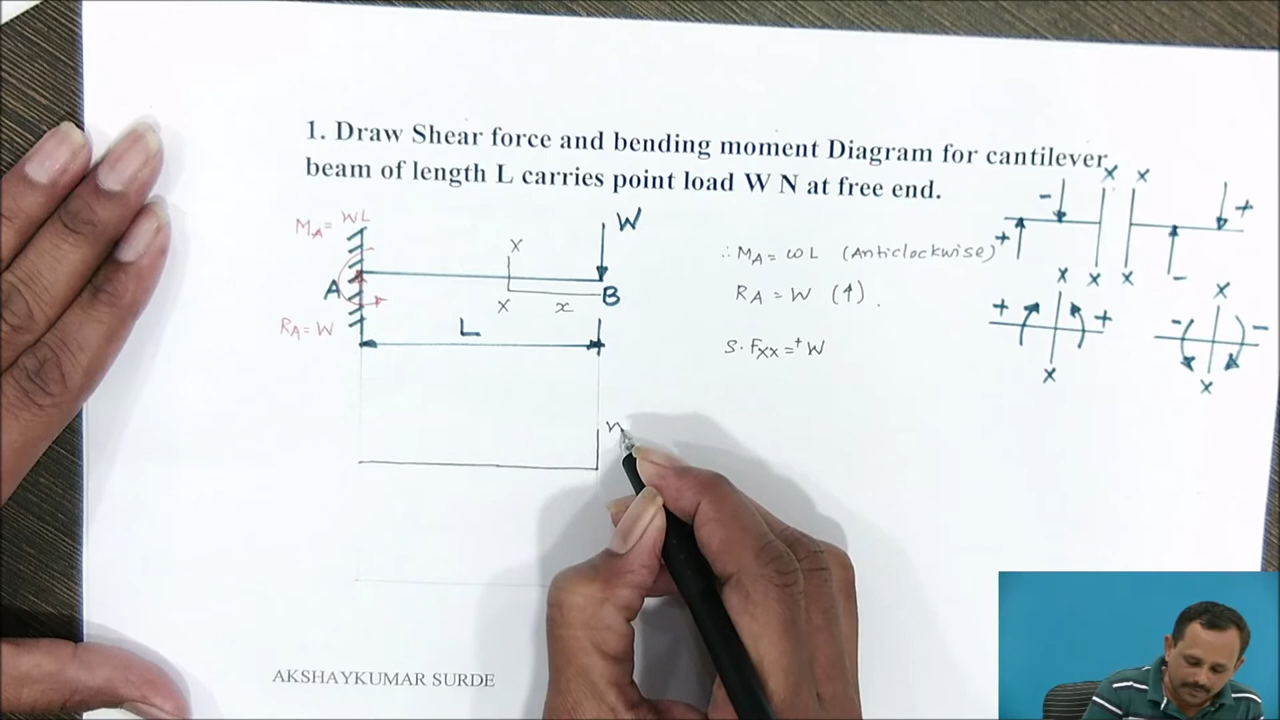 1. Draw Shear force and bending moment Diagram for cantilever
beam of length L carries point load W N at free end.
MA= WL
W
X
A
B
X
x
RA= W
L
∴ MA= ωL (Anticlockwise)
RA = W (↑).
S.Fxx=+W
W
- X X +
+ X X -
X X
+ + - -
X X
AKSHAYKUMAR SURDE